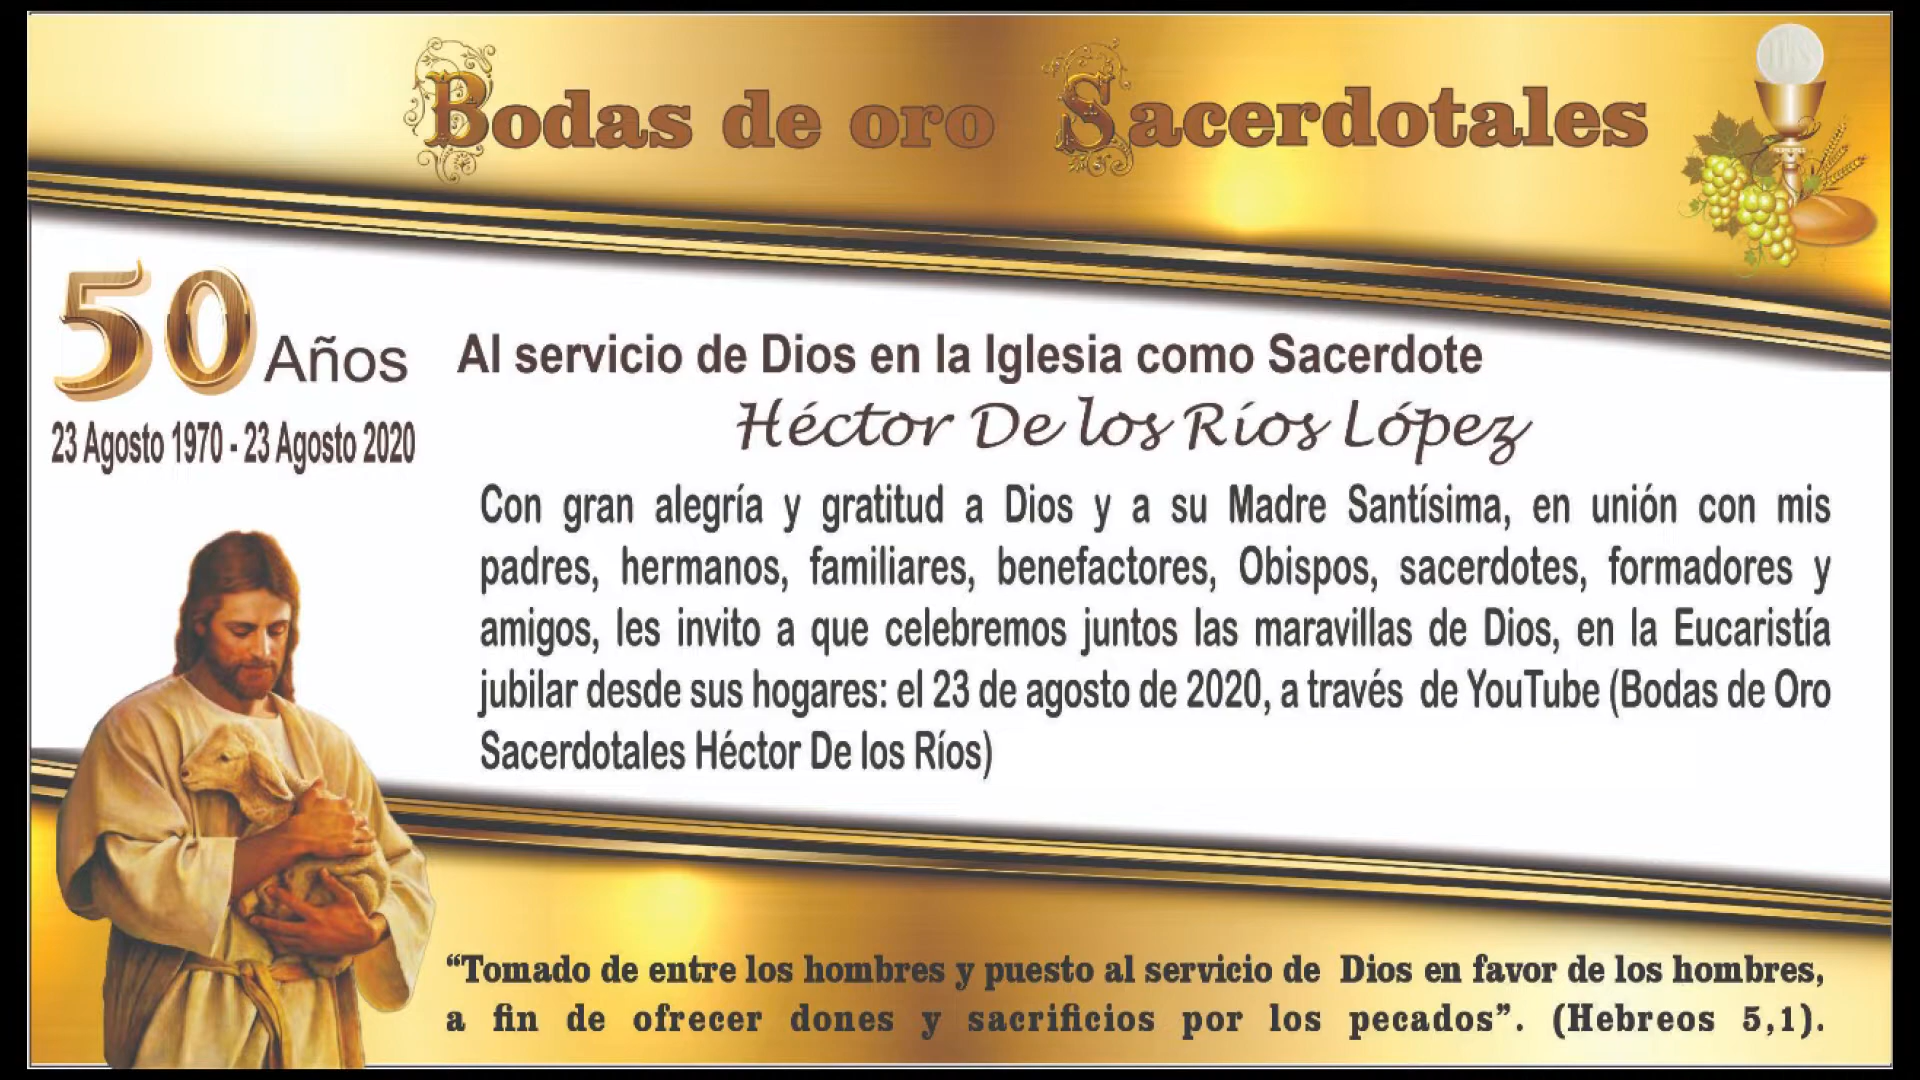 Bodas de oro Sacerdotales
IHS
50 Años
23 Agosto 1970 - 23 Agosto 2020
Al servicio de Dios en la Iglesia como Sacerdote
Héctor De los Ríos López
Con gran alegría y gratitud a Dios y a su Madre Santísima, en unión con mis
padres, hermanos, familiares, benefactores, Obispos, sacerdotes, formadores y
amigos, les invito a que celebremos juntos las maravillas de Dios, en la Eucaristía
jubilar desde sus hogares: el 23 de agosto de 2020, a través de YouTube (Bodas de Oro
Sacerdotales Héctor De los Ríos)
“Tomado de entre los hombres y puesto al servicio de Dios en favor de los hombres,
a fin de ofrecer dones y sacrificios por los pecados”. (Hebreos 5,1).